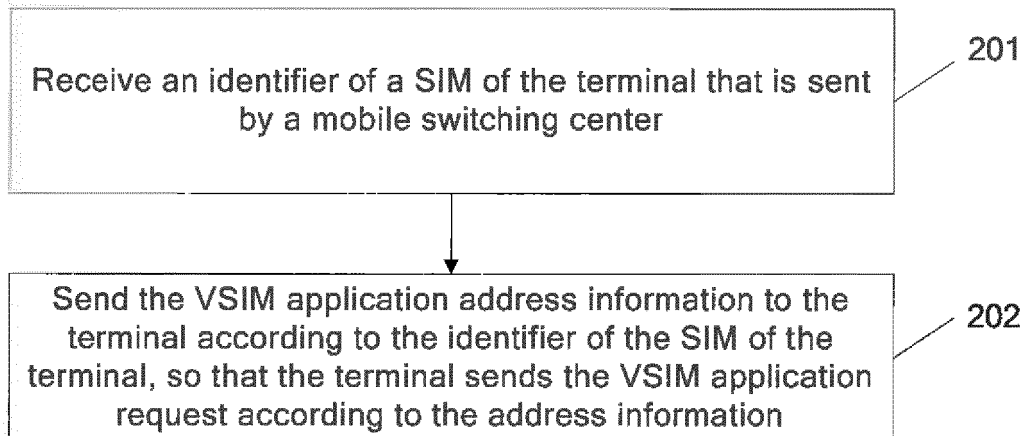 Receive an identifier of a SIM of the terminal that is sent
by a mobile switching center
201
Send the VSIM application address information to the
terminal according to the identifier of the SIM of the
terminal, so that the terminal sends the VSIM application
request according to the address information
202